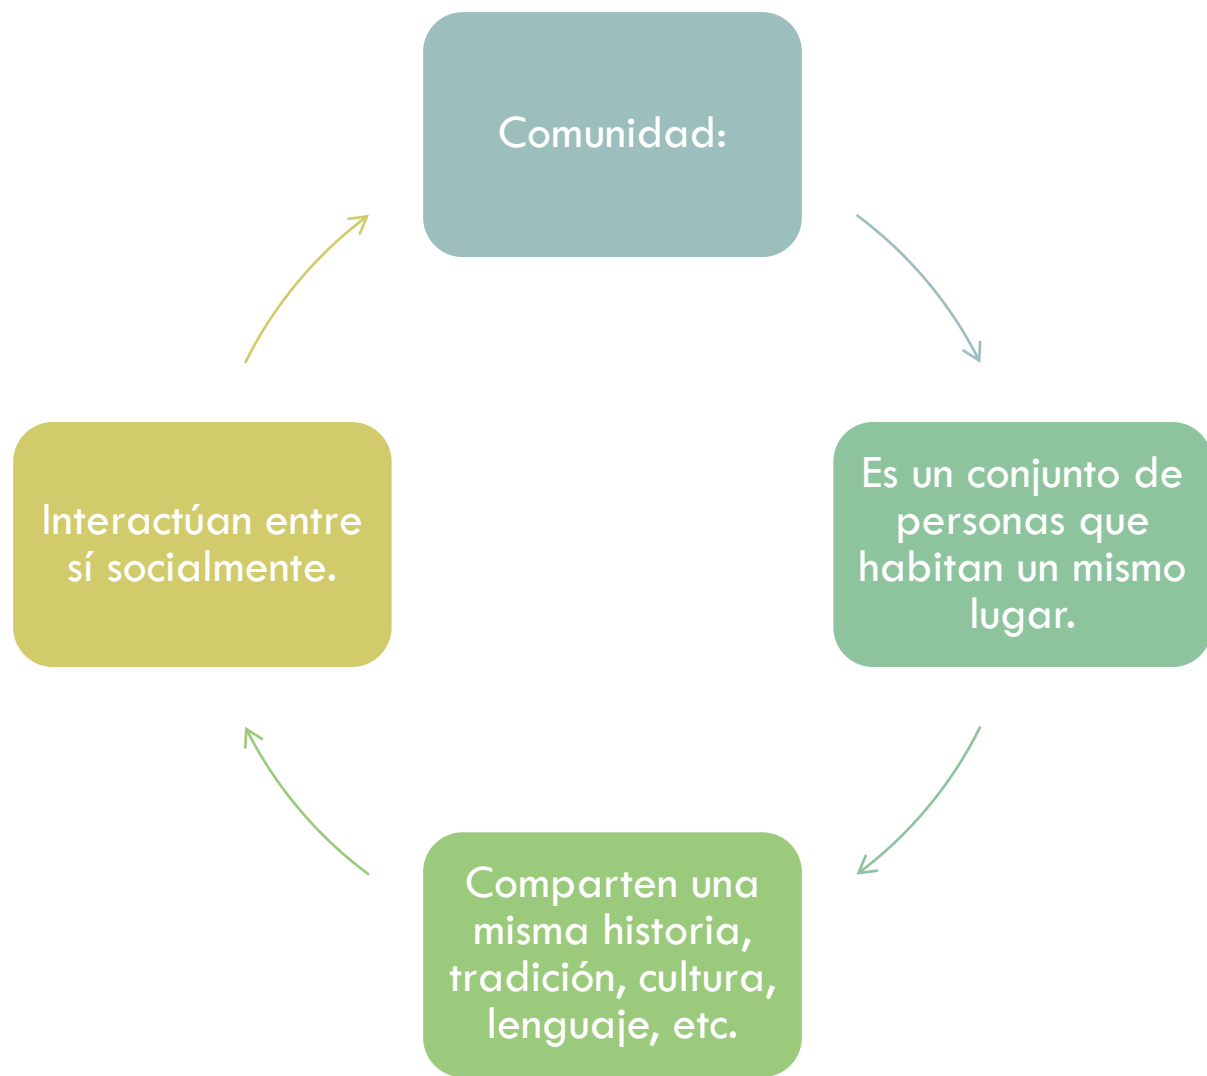 Comunidad:
Es un conjunto de
personas que
habitan un mismo
lugar.
Comparten una
misma historia,
tradición, cultura,
lenguaje, etc.
Interactúan entre
sí socialmente.